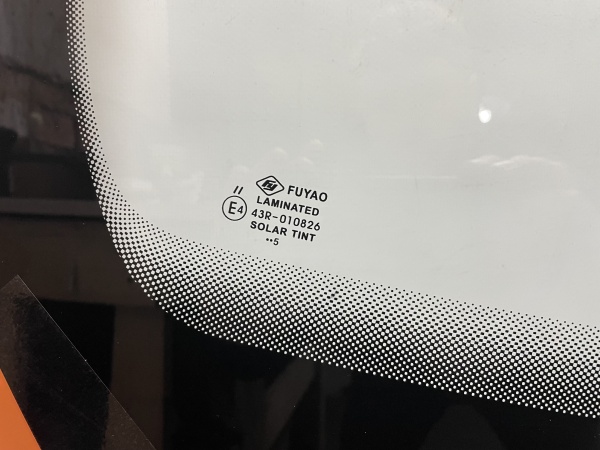 FUYAO
LAMINATED
II
E4
43R-010826
SOLAR TINT
••5